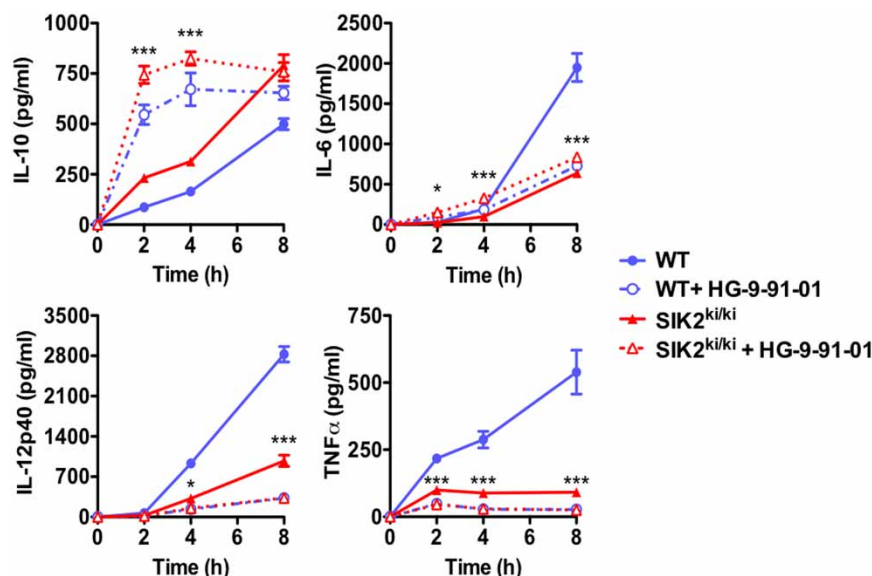 IL-10 (pg/ml)
1000
750
500
250
0
***
***
0 2 4 6 8
Time (h)
IL-6 (pg/ml)
2000
1500
1000
500
0
*
***
***
0 2 4 6 8
Time (h)
WT
WT+ HG-9-91-01
SIK2ki/ki
SIK2ki/ki + HG-9-91-01
IL-12p40 (pg/ml)
3500
2800
2100
1400
700
0
*
***
0 2 4 6 8
Time (h)
TNFα (pg/ml)
750
500
250
0
***
***
***
0 2 4 6 8
Time (h)